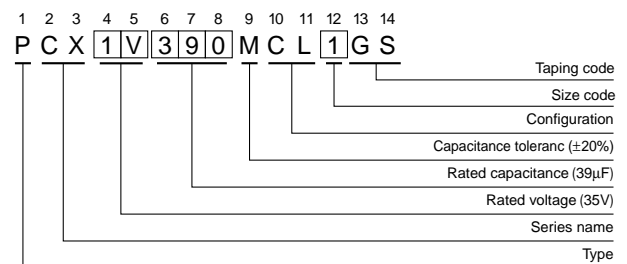 1 2 3 4 5 6 7 8 9 10 11 12 13 14
P C X 1 V 3 9 0 M C L 1 G S
Taping code
Size code
Configuration
Capacitance toleranc (±20%)
Rated capacitance (39μF)
Rated voltage (35V)
Series name
Type